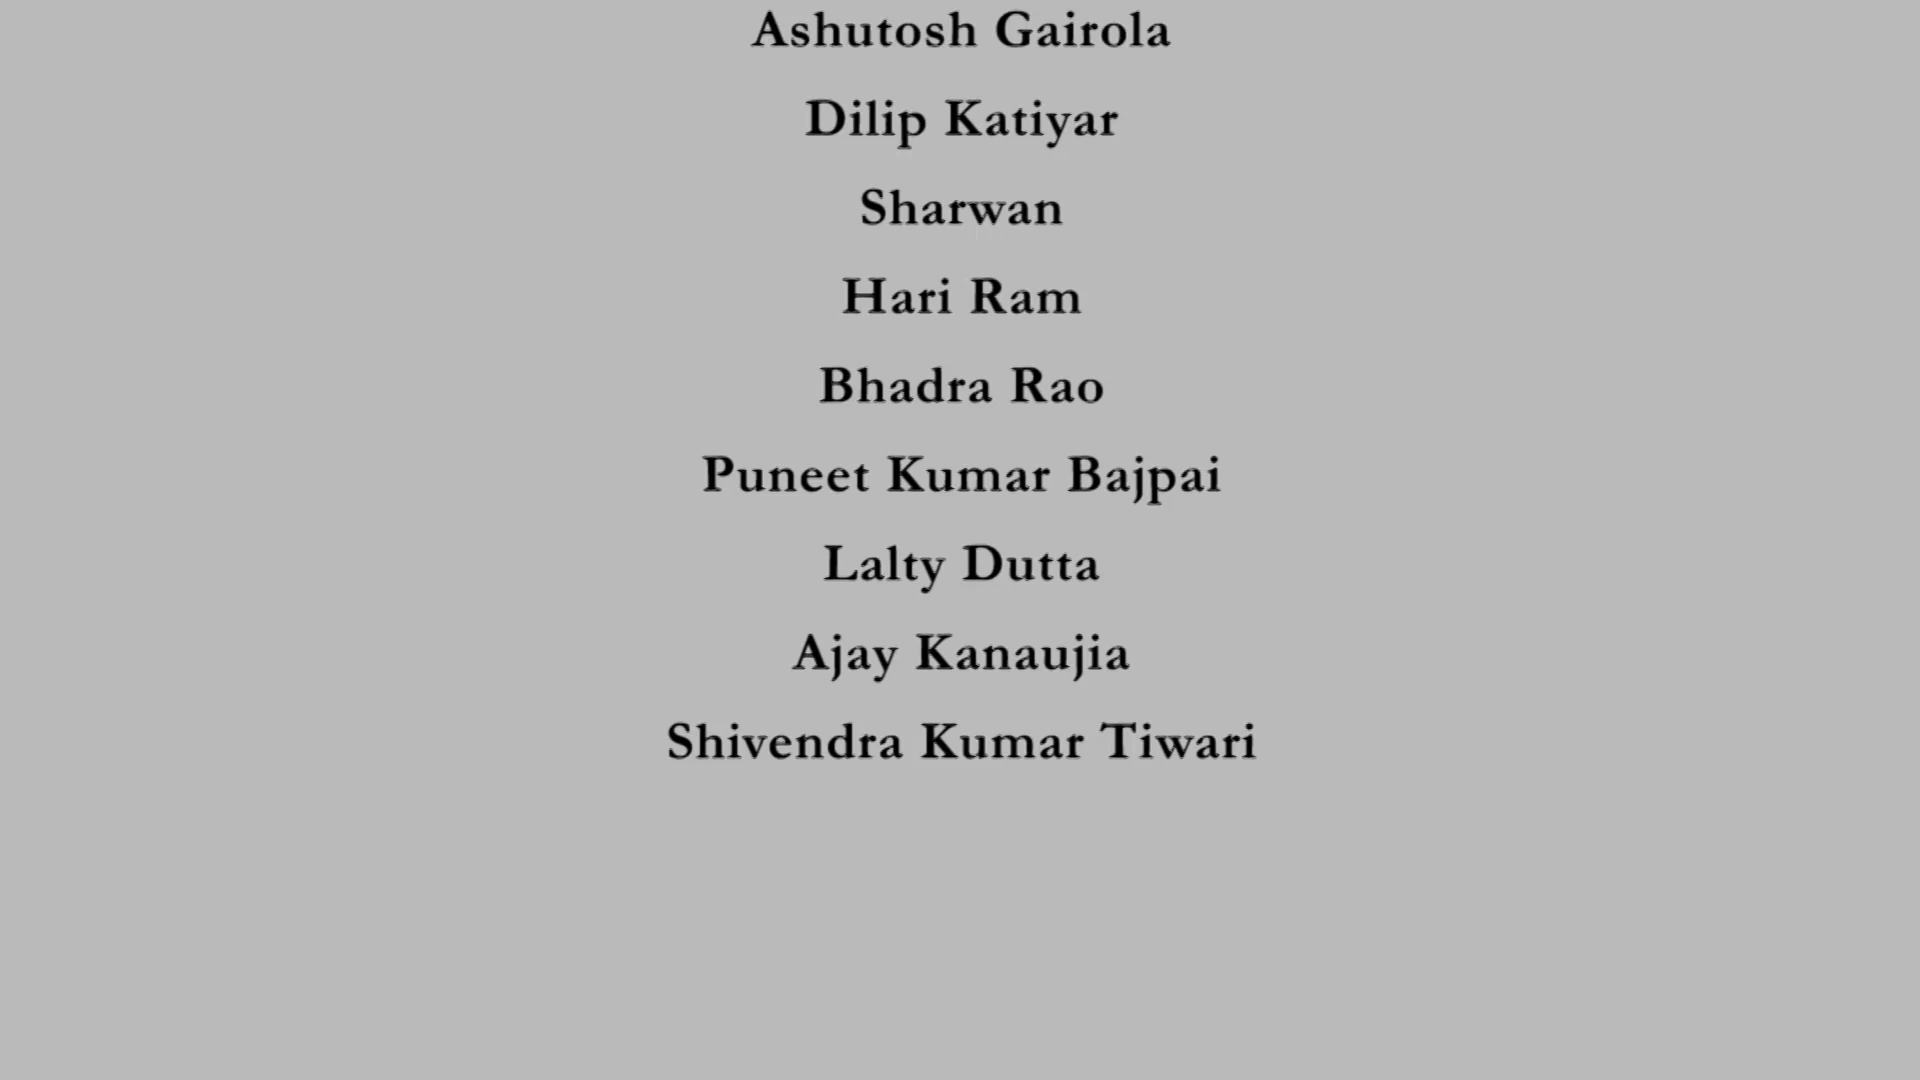 Ashutosh Gairola
Dilip Katiyar
Sharwan
Hari Ram
Bhadra Rao
Puneet Kumar Bajpai
Lalty Dutta
Ajay Kanaujia
Shivendra Kumar Tiwari